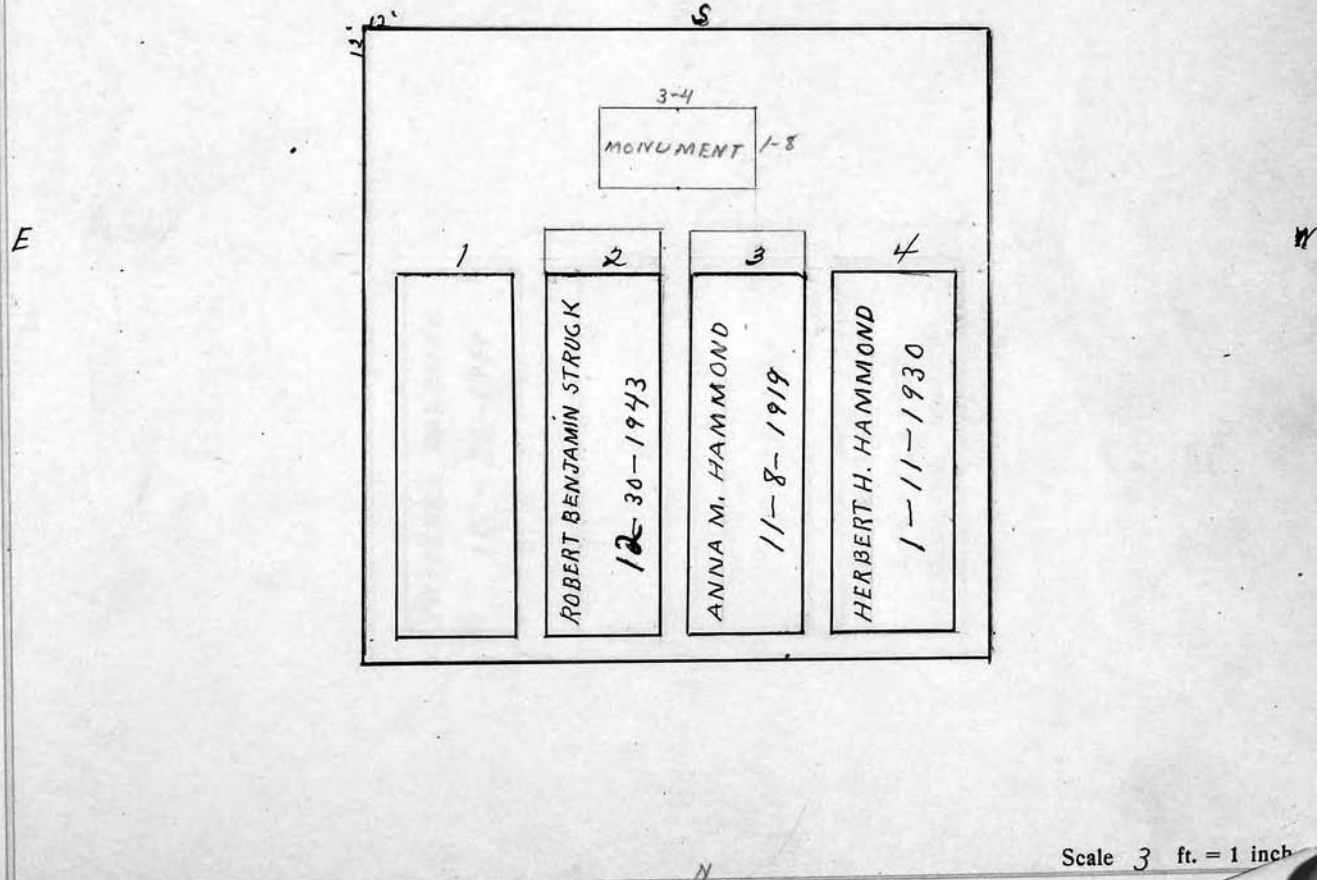 S
12'
12'
3-4
MONUMENT 1-8
E
W
1
2
3
4
ROBERT BENJAMIN STRUCK
12-30-1943
ANNA M. HAMMOND
11-8-1919
HERBERT H. HAMMOND
1-11-1930
N
Scale 3 ft. = 1 inch